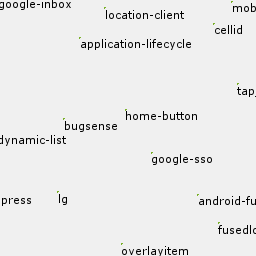 google-inbox
mob
location-client
cellid
application-lifecycle
tap
home-button
bugsense
dynamic-list
google-sso
press
lg
android-fu
fusedlo
overlayitem